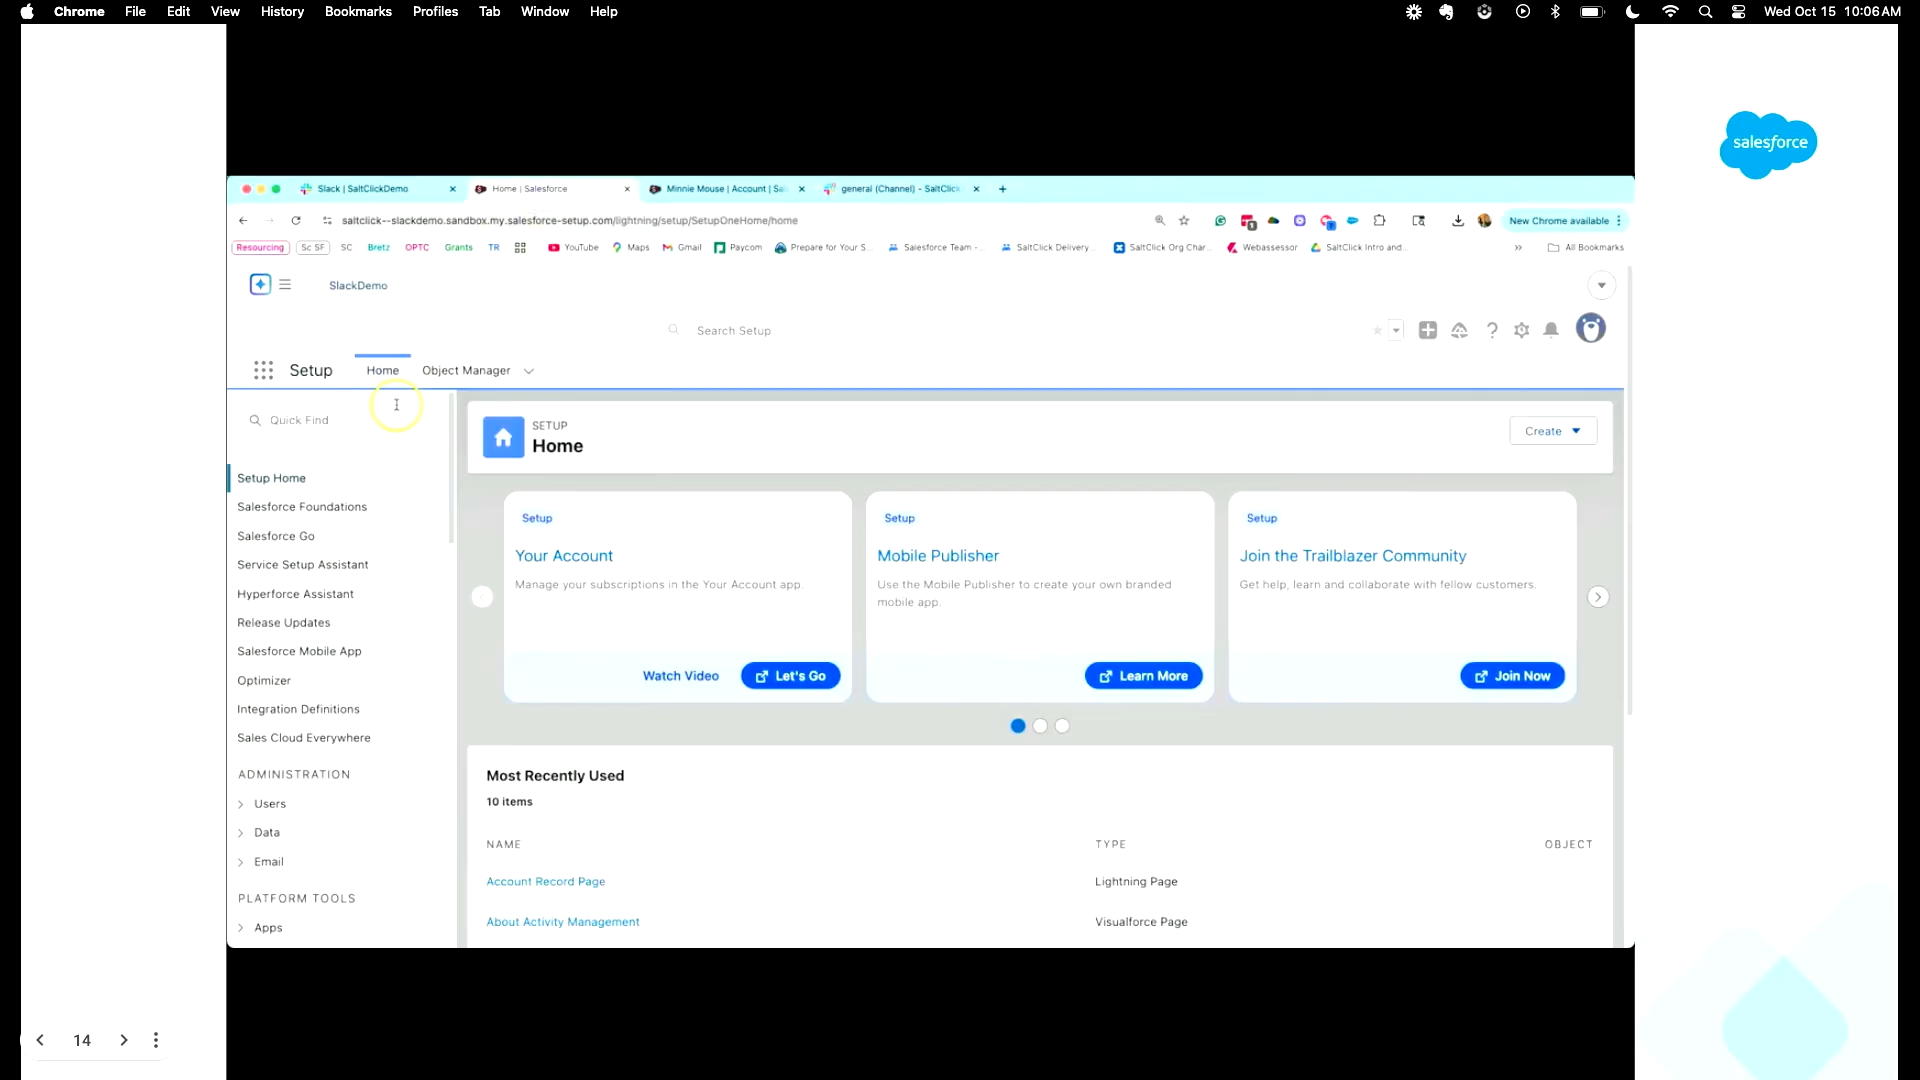 Chrome File Edit View History Bookmarks Profiles Tab Window Help
Wed Oct 15 10:06 AM
salesforce
Slack | SaltClickDemo
Home | Salesforce
Minnie Mouse | Account | Sal
general (Channel) - SaltClick
saltclick--slackdemo.sandbox.my.salesforce-setup.com/lightning/setup/SetupOneHome/home
New Chrome available
Resourcing Sc SF SC Bretz OPTC Grants TR YouTube Maps Gmail Paycom Prepare for Your S... Salesforce Team -... SaltClick Delivery... SaltClick Org Char... Webassessor SaltClick Intro and... All Bookmarks
SlackDemo
Search Setup
Setup Home Object Manager
Quick Find
Setup Home
Salesforce Foundations
Salesforce Go
Service Setup Assistant
Hyperforce Assistant
Release Updates
Salesforce Mobile App
Optimizer
Integration Definitions
Sales Cloud Everywhere
ADMINISTRATION
Users
Data
Email
PLATFORM TOOLS
Apps
SETUP
Home
Create
Setup
Your Account
Manage your subscriptions in the Your Account app.
Watch Video
Let's Go
Setup
Mobile Publisher
Use the Mobile Publisher to create your own branded
mobile app.
Learn More
Setup
Join the Trailblazer Community
Get help, learn and collaborate with fellow customers.
Join Now
Most Recently Used
10 items
NAME TYPE OBJECT
Account Record Page Lightning Page
About Activity Management Visualforce Page
14